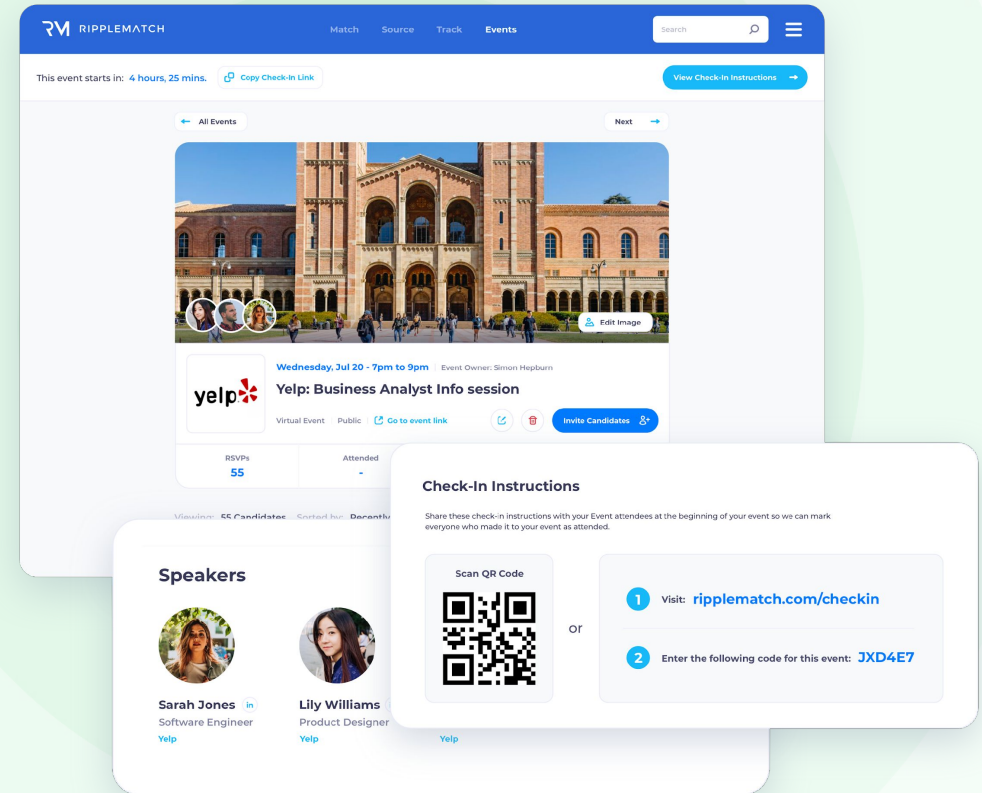 RIPPLEMATCH
Match Source Track Events
Search
This event starts in: 4 hours, 25 mins. Copy Check-In Link
View Check-In Instructions
All Events
Next
Edit Image
yelp
Wednesday, Jul 20 - 7pm to 9pm Event Owner: Simon Hepburn
Yelp: Business Analyst Info session
Virtual Event Public Go to event link
Invite Candidates
RSVPs
55
Attended
-
Viewing: 55 Candidates Sorted by: Recently
Check-In Instructions
Share these check-in instructions with your Event attendees at the beginning of your event so we can mark
everyone who made it to your event as attended.
Scan QR Code
or
1 Visit: ripplematch.com/checkin
2 Enter the following code for this event: JXD4E7
Speakers
Sarah Jones in
Software Engineer
Yelp
Lily Williams
Product Designer
Yelp
Yelp